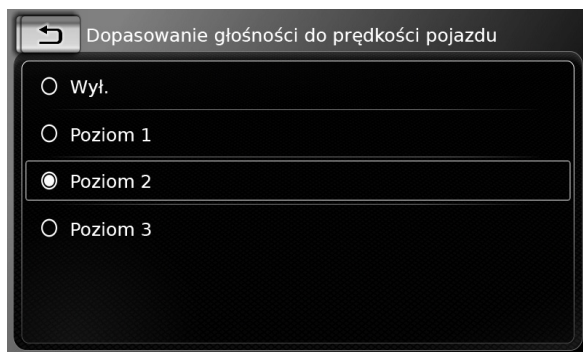 Dopasowanie głośności do prędkości pojazdu
Wył.
Poziom 1
Poziom 2
Poziom 3